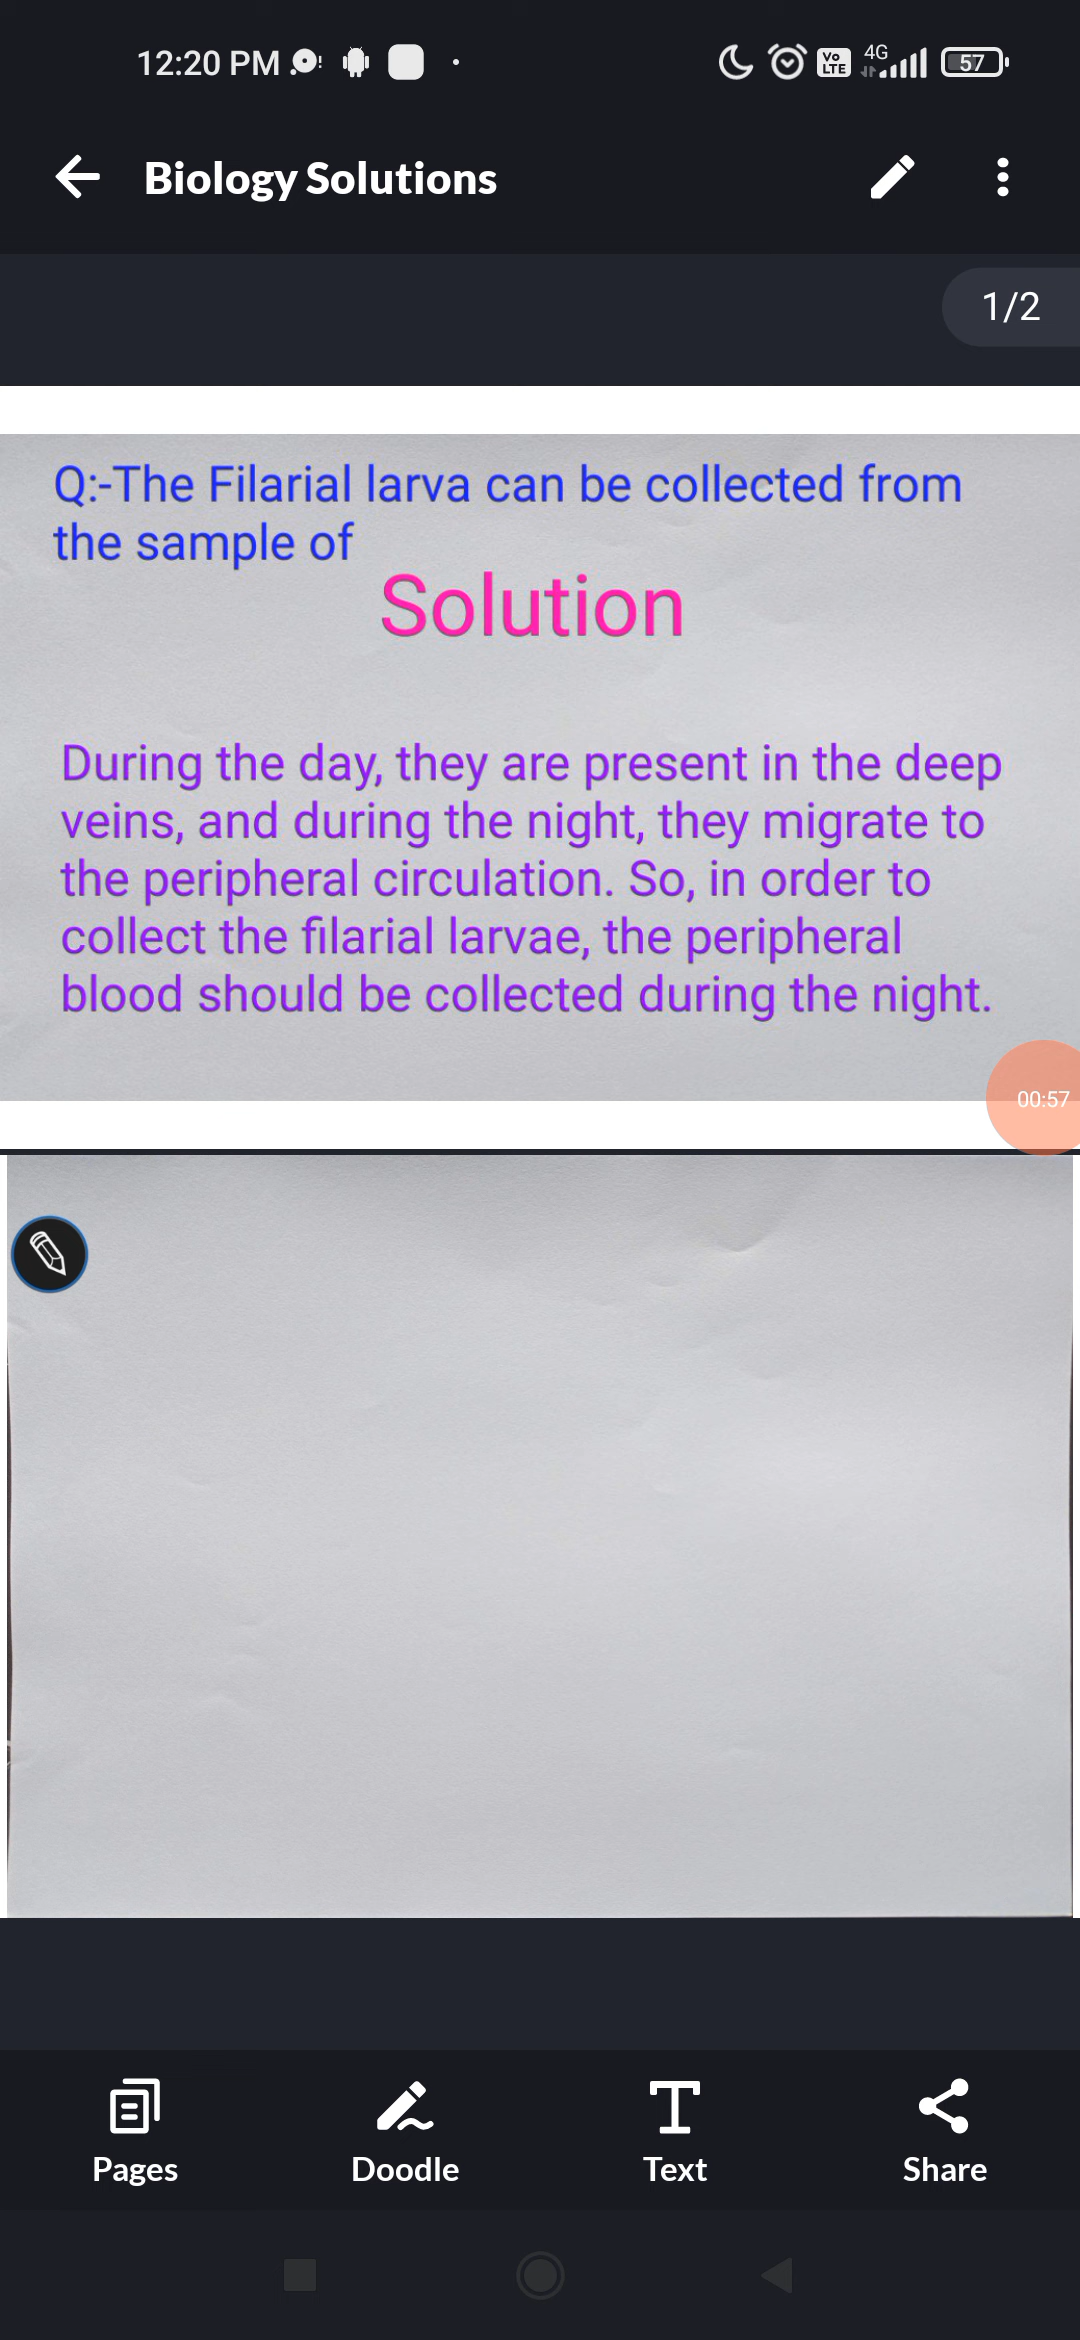 12:20 PM
4G
Vo
LTE
57
Biology Solutions
1/2
Q:-The Filarial larva can be collected from
the sample of
Solution
During the day, they are present in the deep
veins, and during the night, they migrate to
the peripheral circulation. So, in order to
collect the filarial larvae, the peripheral
blood should be collected during the night.
00:57
Pages
Doodle
Text
Share